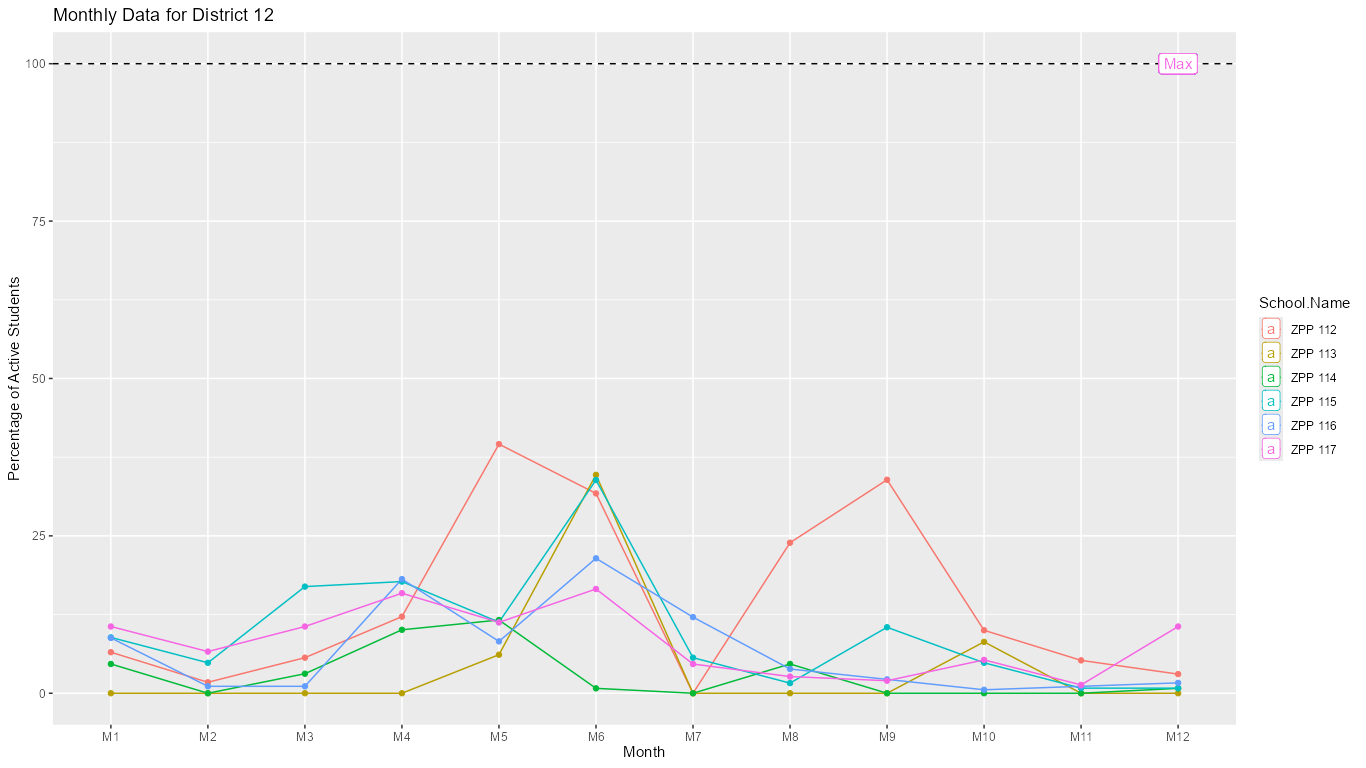 Monthly Data for District 12
100
75
50
25
0
Percentage of Active Students
Max
M1 M2 M3 M4 M5 M6 M7 M8 M9 M10 M11 M12
Month
School.Name
a ZPP 112
a ZPP 113
a ZPP 114
a ZPP 115
a ZPP 116
a ZPP 117